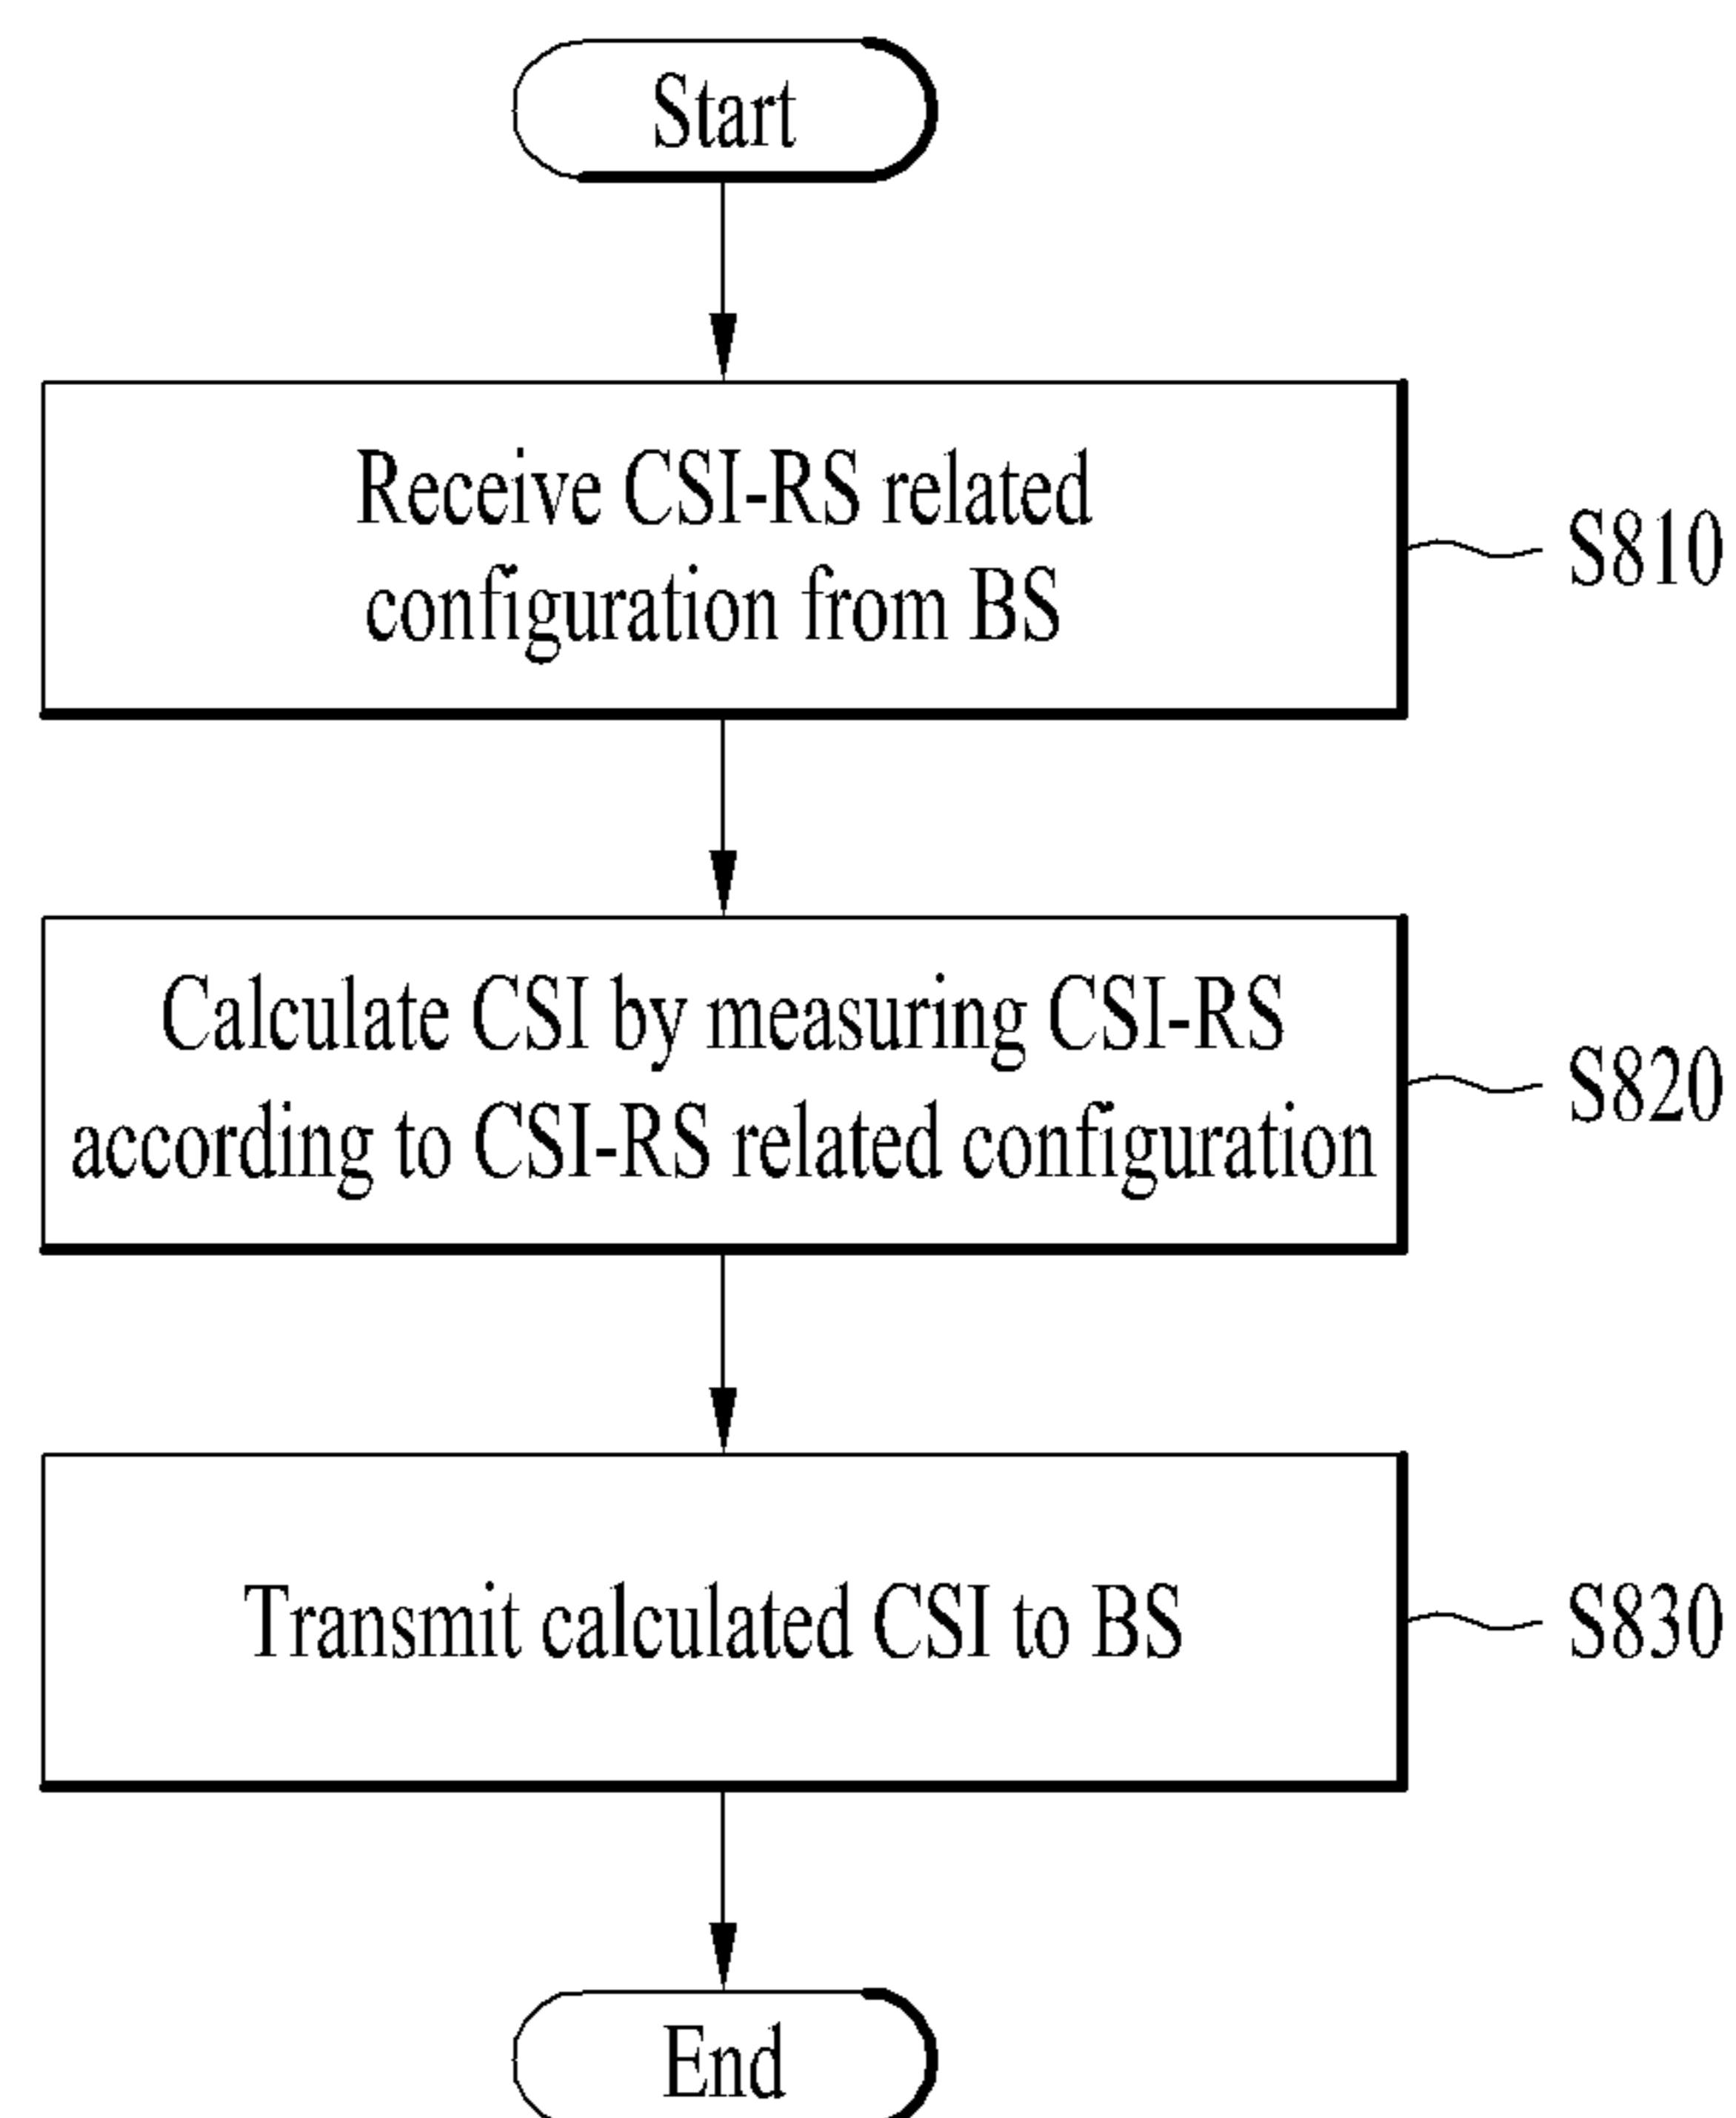 Start
Receive CSI-RS related
configuration from BS
S810
Calculate CSI by measuring CSI-RS
according to CSI-RS related configuration
S820
Transmit calculated CSI to BS
S830
End